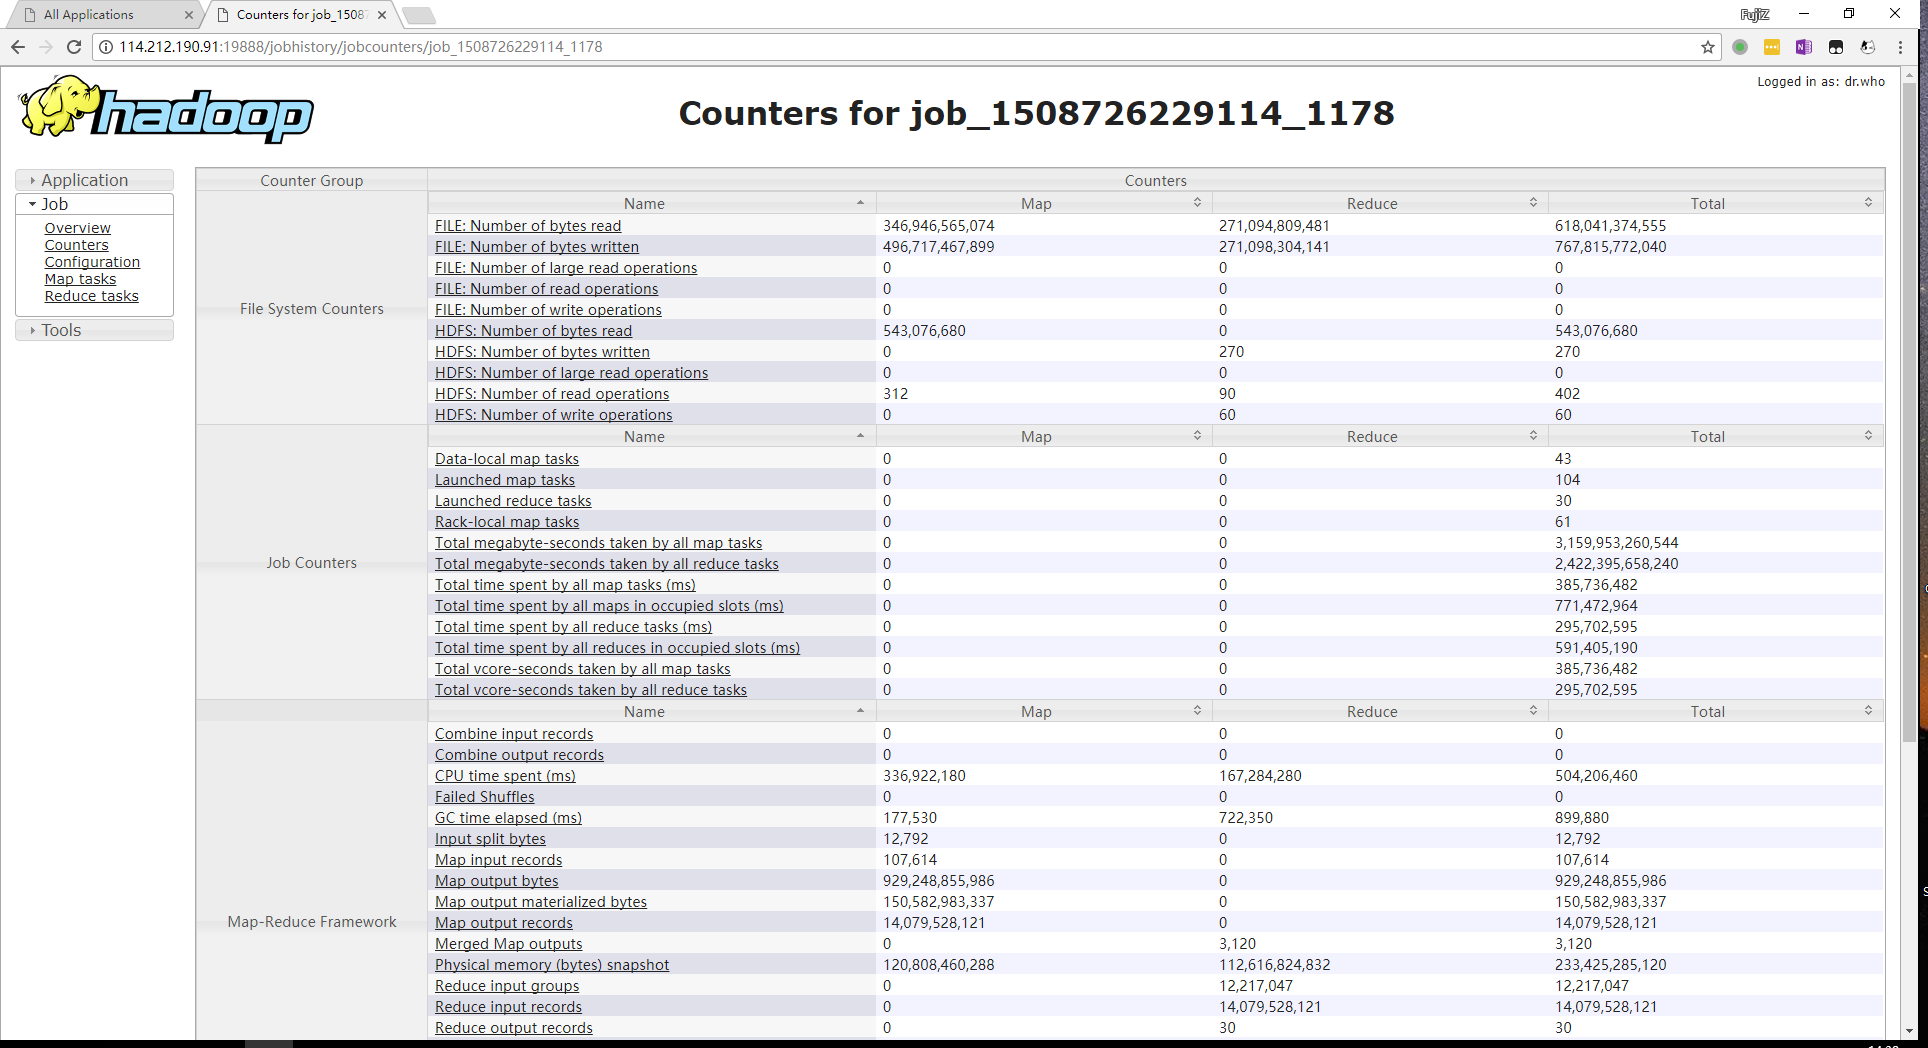 All Applications
Counters for job_1508
FujiZ
114.212.190.91:19888/jobhistory/jobcounters/job_1508726229114_1178
Logged in as: dr.who
hadoop
Counters for job_1508726229114_1178
Application
Job
Overview
Counters
Configuration
Map tasks
Reduce tasks
Tools
Counter Group Counters
File System Counters
Name Map Reduce Total
FILE: Number of bytes read 346,946,565,074 271,094,809,481 618,041,374,555
FILE: Number of bytes written 496,717,467,899 271,098,304,141 767,815,772,040
FILE: Number of large read operations 0 0 0
FILE: Number of read operations 0 0 0
FILE: Number of write operations 0 0 0
HDFS: Number of bytes read 543,076,680 0 543,076,680
HDFS: Number of bytes written 0 270 270
HDFS: Number of large read operations 0 0 0
HDFS: Number of read operations 312 90 402
HDFS: Number of write operations 0 60 60
Job Counters
Name Map Reduce Total
Data-local map tasks 0 0 43
Launched map tasks 0 0 104
Launched reduce tasks 0 0 30
Rack-local map tasks 0 0 61
Total megabyte-seconds taken by all map tasks 0 0 3,159,953,260,544
Total megabyte-seconds taken by all reduce tasks 0 0 2,422,395,658,240
Total time spent by all map tasks (ms) 0 0 385,736,482
Total time spent by all maps in occupied slots (ms) 0 0 771,472,964
Total time spent by all reduce tasks (ms) 0 0 295,702,595
Total time spent by all reduces in occupied slots (ms) 0 0 591,405,190
Total vcore-seconds taken by all map tasks 0 0 385,736,482
Total vcore-seconds taken by all reduce tasks 0 0 295,702,595
Map-Reduce Framework
Name Map Reduce Total
Combine input records 0 0 0
Combine output records 0 0 0
CPU time spent (ms) 336,922,180 167,284,280 504,206,460
Failed Shuffles 0 0 0
GC time elapsed (ms) 177,530 722,350 899,880
Input split bytes 12,792 0 12,792
Map input records 107,614 0 107,614
Map output bytes 929,248,855,986 0 929,248,855,986
Map output materialized bytes 150,582,983,337 0 150,582,983,337
Map output records 14,079,528,121 0 14,079,528,121
Merged Map outputs 0 3,120 3,120
Physical memory (bytes) snapshot 120,808,460,288 112,616,824,832 233,425,285,120
Reduce input groups 0 12,217,047 12,217,047
Reduce input records 0 14,079,528,121 14,079,528,121
Reduce output records 0 30 30